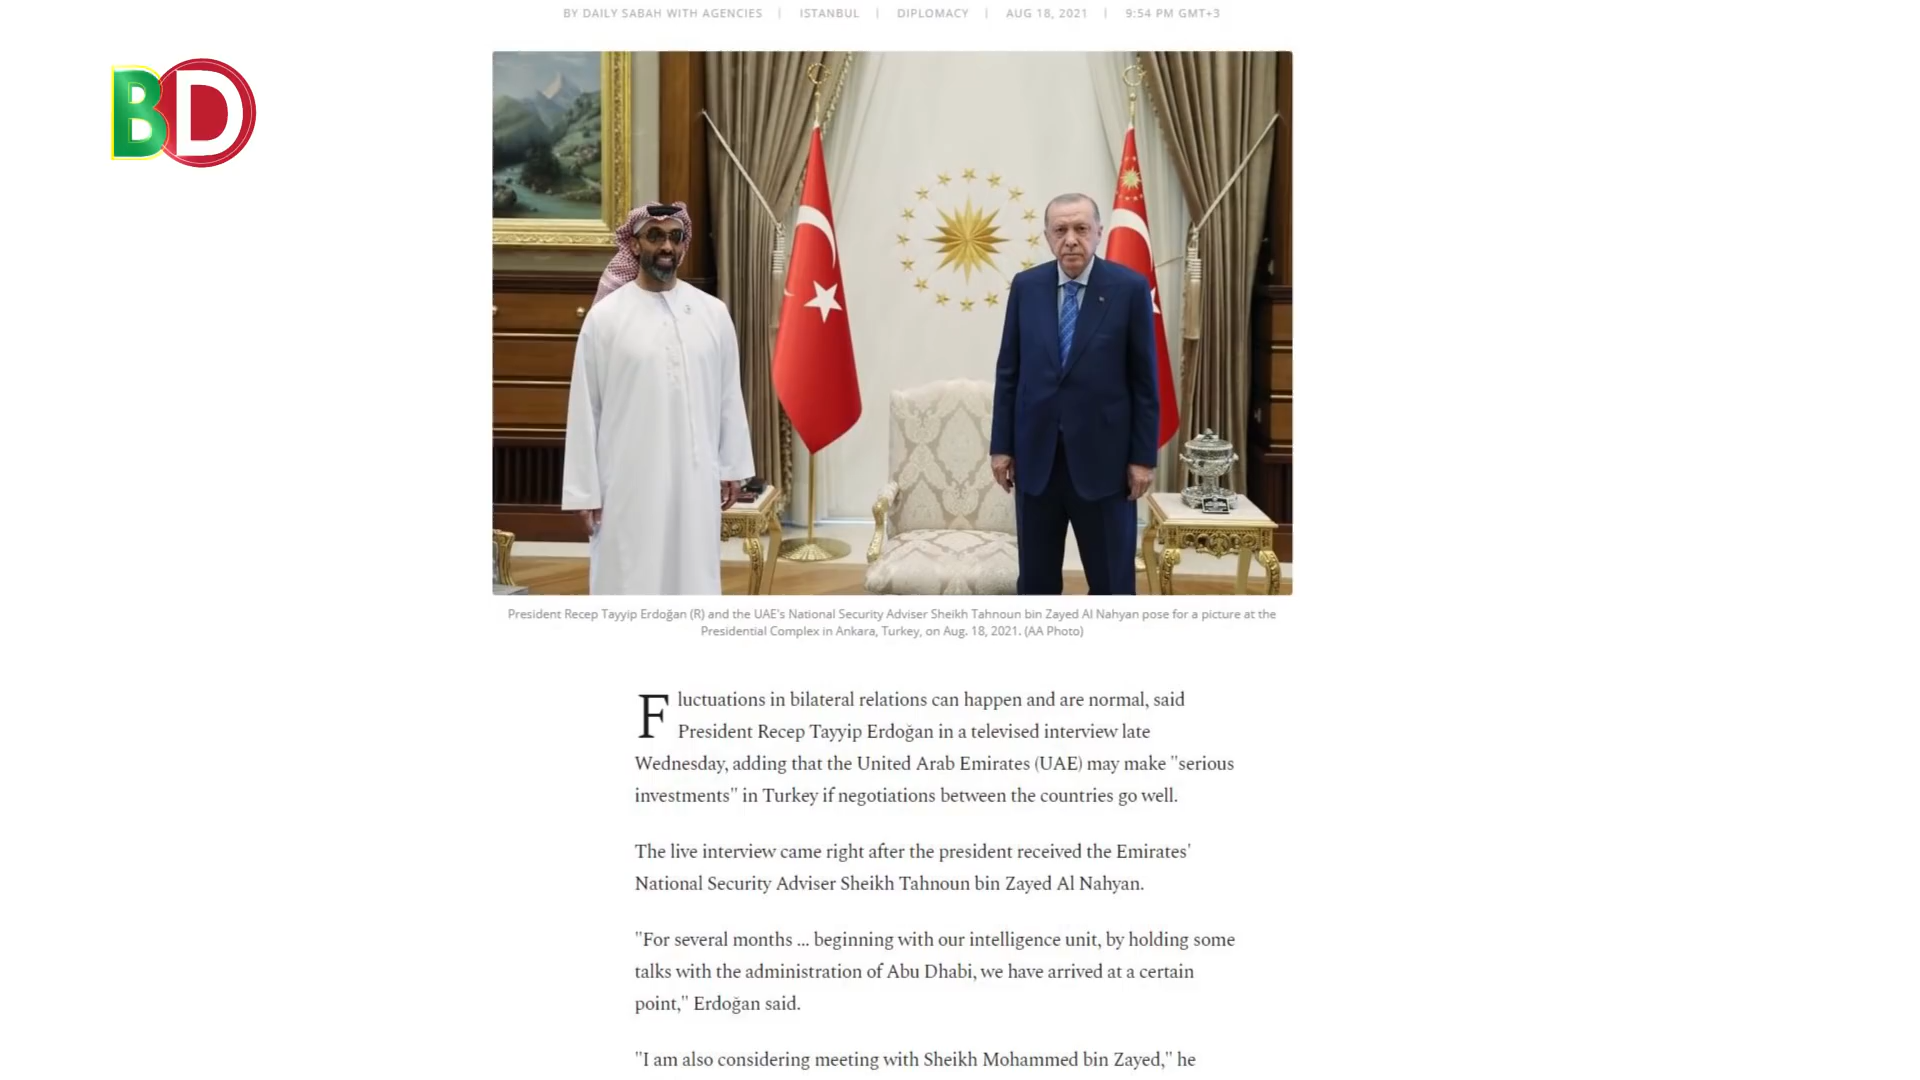 BY DAILY SABAH WITH AGENCIES | ISTANBUL | DIPLOMACY | AUG 18, 2021 | 9:54 PM GMT+3
BD
President Recep Tayyip Erdoğan (R) and the UAE's National Security Adviser Sheikh Tahnoun bin Zayed Al Nahyan pose for a picture at the
Presidential Complex in Ankara, Turkey, on Aug. 18, 2021. (AA Photo)
Fluctuations in bilateral relations can happen and are normal, said
President Recep Tayyip Erdoğan in a televised interview late
Wednesday, adding that the United Arab Emirates (UAE) may make "serious
investments" in Turkey if negotiations between the countries go well.
The live interview came right after the president received the Emirates'
National Security Adviser Sheikh Tahnoun bin Zayed Al Nahyan.
"For several months ... beginning with our intelligence unit, by holding some
talks with the administration of Abu Dhabi, we have arrived at a certain
point," Erdoğan said.
"I am also considering meeting with Sheikh Mohammed bin Zayed," he